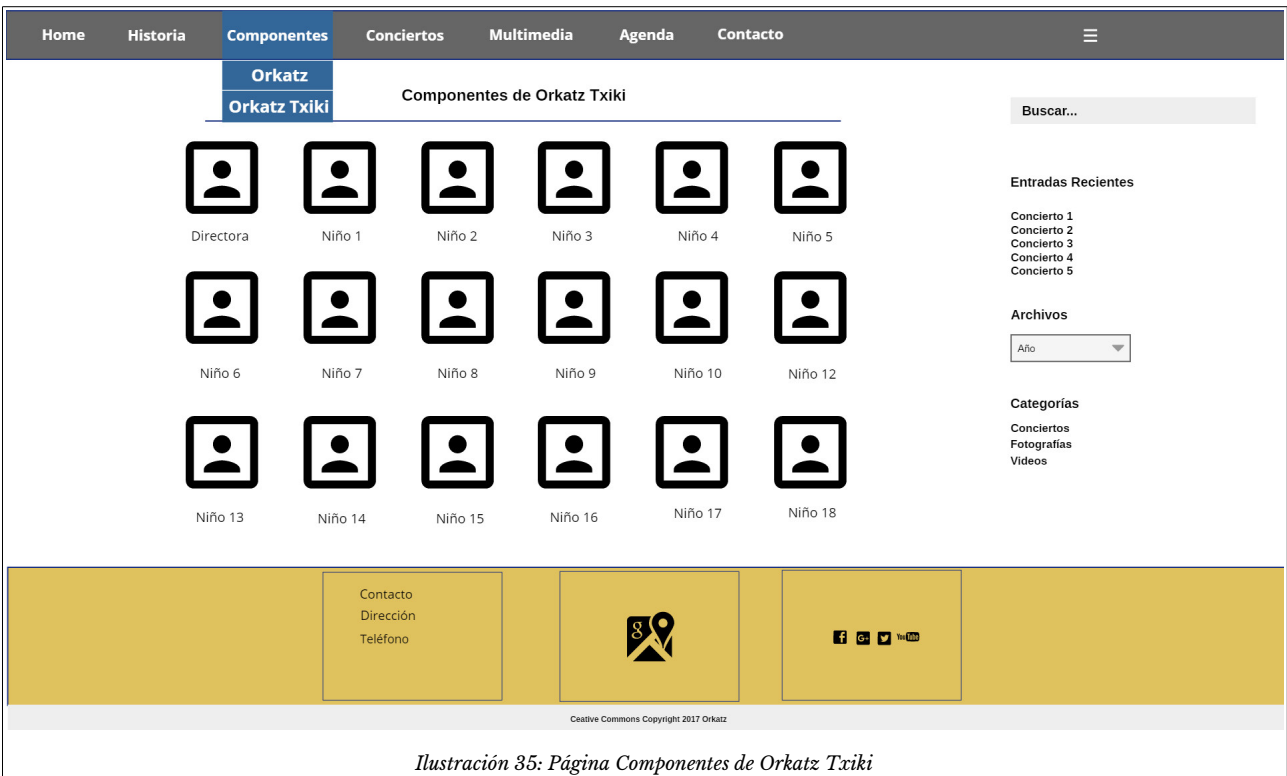 Home Historia Componentes Conciertos Multimedia Agenda Contacto
Orkatz
Orkatz Txiki
Componentes de Orkatz Txiki
Directora Niño 1 Niño 2 Niño 3 Niño 4 Niño 5
Niño 6 Niño 7 Niño 8 Niño 9 Niño 10 Niño 12
Niño 13 Niño 14 Niño 15 Niño 16 Niño 17 Niño 18
Buscar...
Entradas Recientes
Concierto 1
Concierto 2
Concierto 3
Concierto 4
Concierto 5
Archivos
Año
Categorías
Conciertos
Fotografías
Videos
Contacto
Dirección
Teléfono
g
f G+ YouTube
Ceative Commons Copyright 2017 Orkatz
Ilustración 35: Página Componentes de Orkatz Txiki